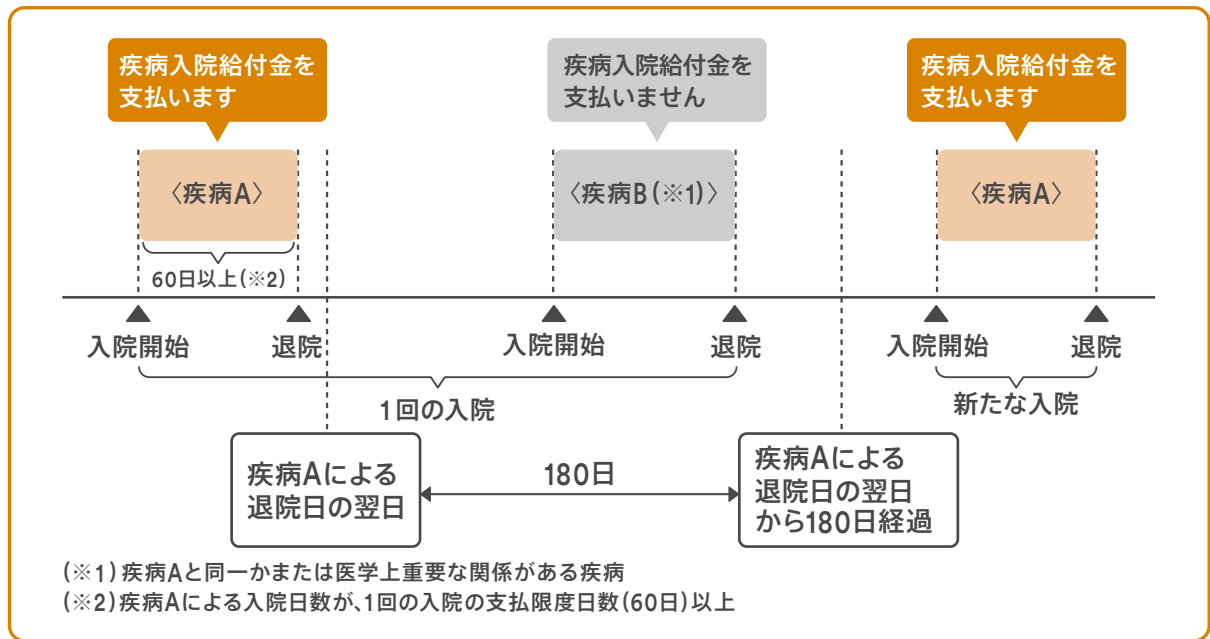 疾病入院給付金を
支払います
疾病入院給付金を
支払いません
疾病入院給付金を
支払います
〈疾病A〉
〈疾病B(※1)〉
〈疾病A〉
60日以上(※2)
入院開始
退院
入院開始
退院
入院開始
退院
1回の入院
新たな入院
疾病Aによる
退院日の翌日
180日
疾病Aによる
退院日の翌日
から180日経過
(※1)疾病Aと同一かまたは医学上重要な関係がある疾病
(※2)疾病Aによる入院日数が、1回の入院の支払限度日数(60日)以上